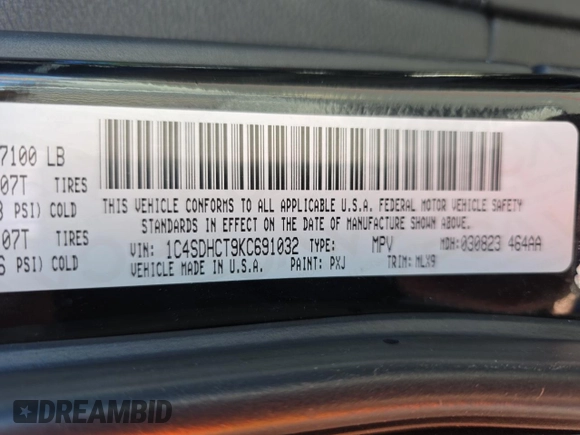 7100 LB
07T TIRES
PSI) COLD
07T TIRES
PSI) COLD
THIS VEHICLE CONFORMS TO ALL APPLICABLE U.S.A. FEDERAL MOTOR VEHICLE SAFETY
STANDARDS IN EFFECT ON THE DATE OF MANUFACTURE SHOWN ABOVE.
VIN: 1C4SDHCT9KC691032 TYPE: MPV MDH: 030823 464AA
VEHICLE MADE IN U.S.A. PAINT: PXJ TRIM: MLX9
DREAMBID